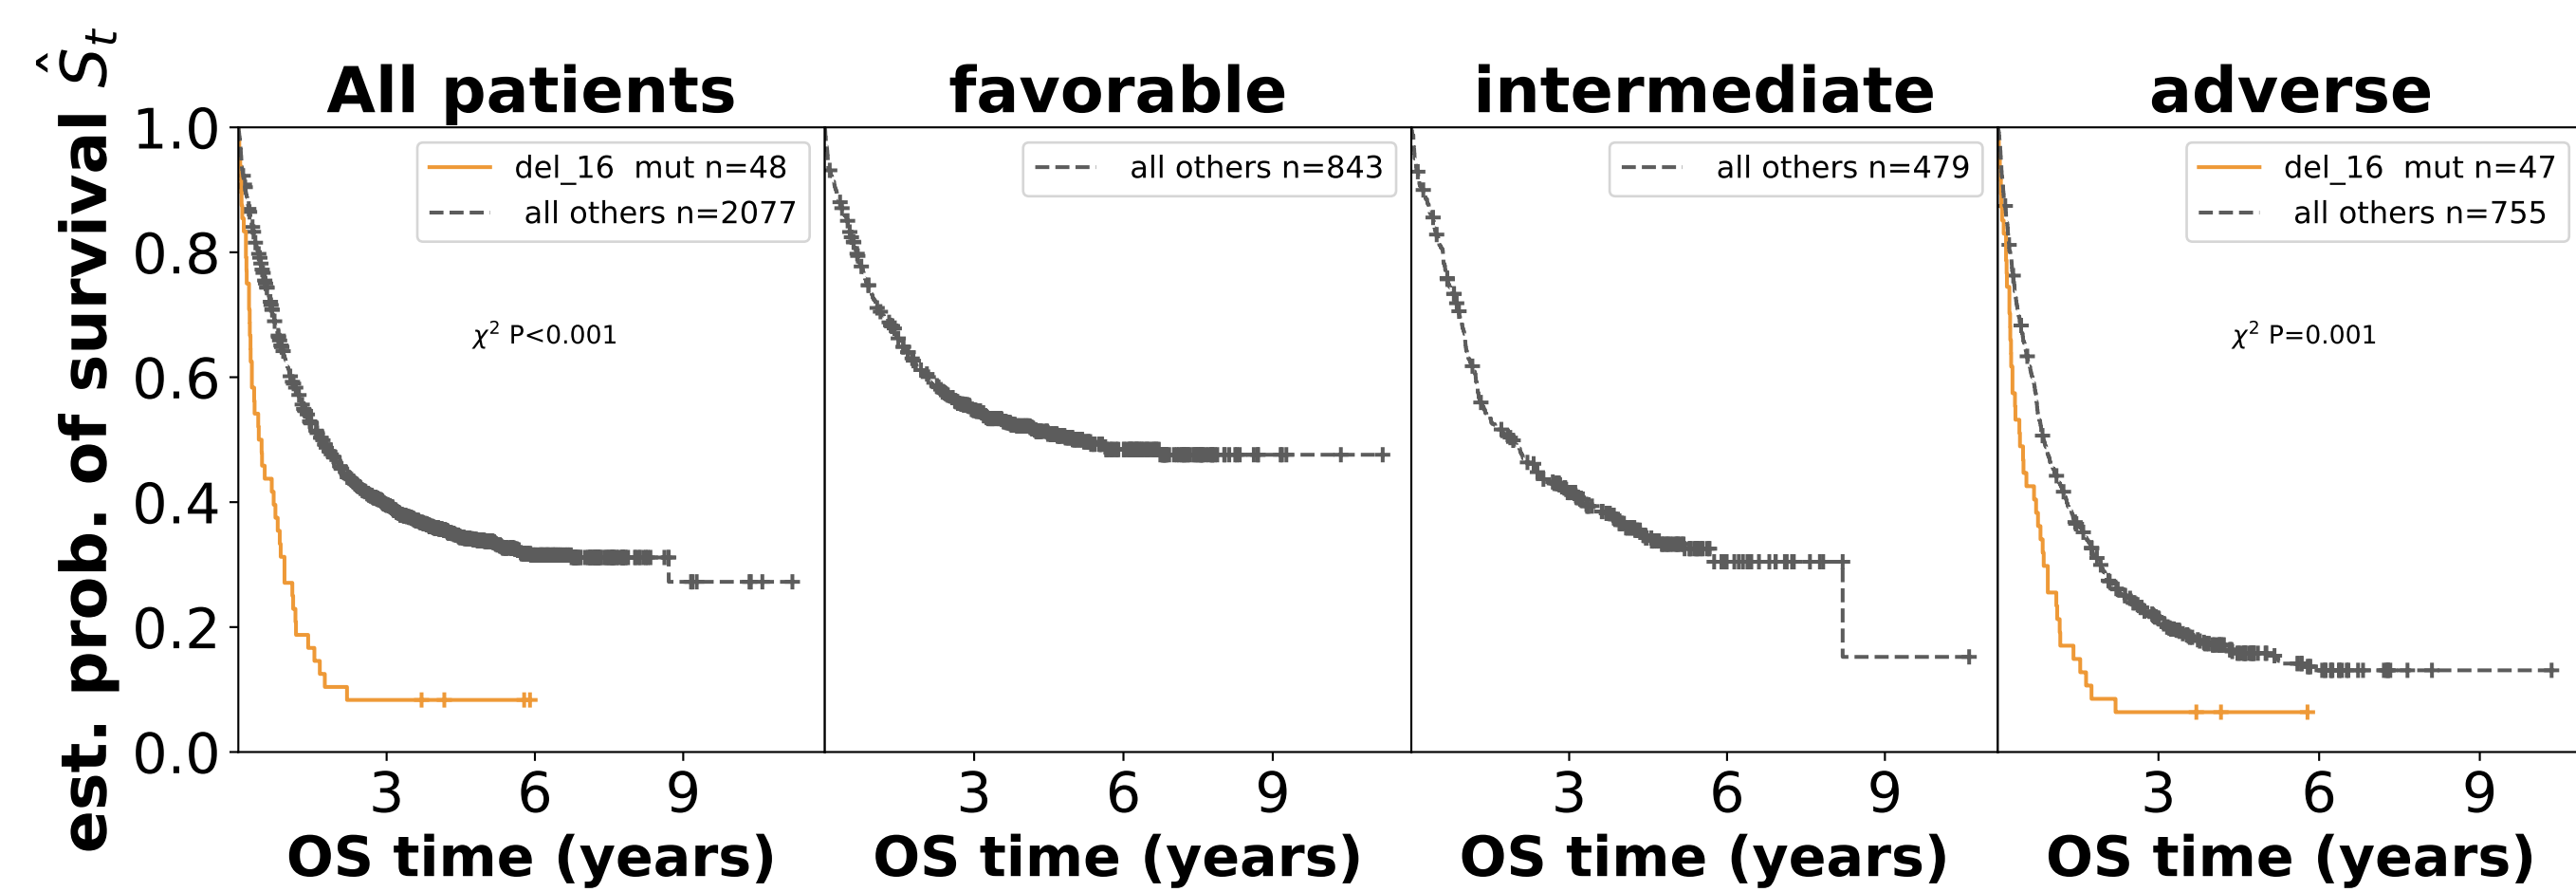 est. prob. of survival Ŝt
All patients
1.0
0.8
0.6
0.4
0.2
0.0
del_16 mut n=48
all others n=2077
χ² P<0.001
3 6 9
OS time (years)
favorable
all others n=843
3 6 9
OS time (years)
intermediate
all others n=479
3 6 9
OS time (years)
adverse
del_16 mut n=47
all others n=755
χ² P=0.001
3 6 9
OS time (years)